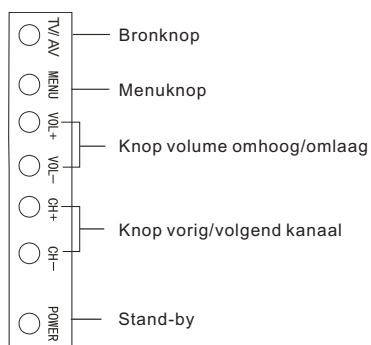 TV/AV
Bronknop
MENU
Menuknop
VOL+
VOL-
Knop volume omhoog/omlaag
CH+
CH-
Knop vorig/volgend kanaal
POWER
Stand-by